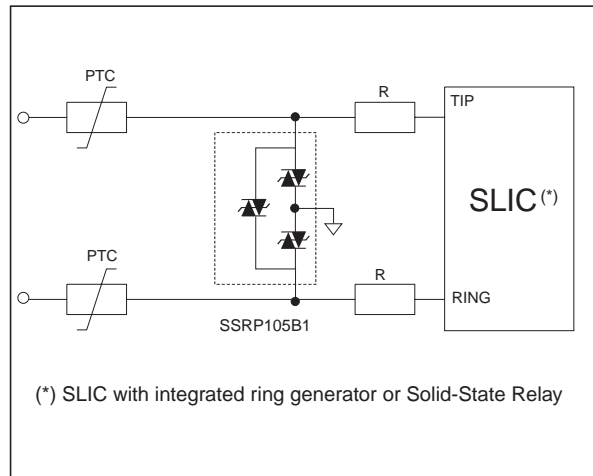 PTC
R
TIP
SLIC(*)
PTC
R
RING
SSRP105B1
(*) SLIC with integrated ring generator or Solid-State Relay